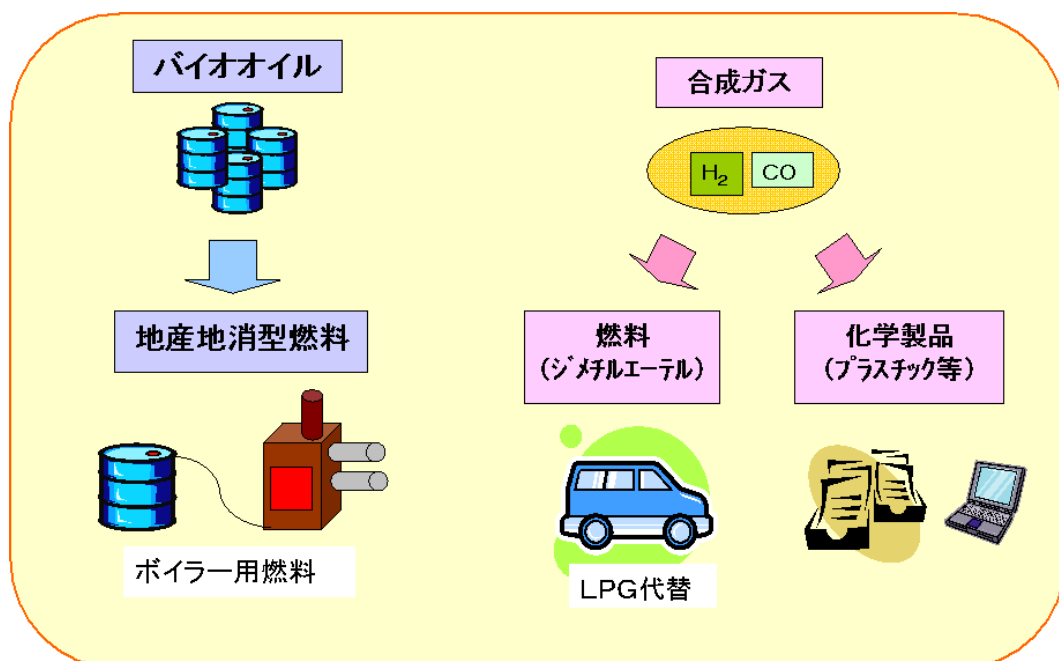 バイオオイル
地産地消型燃料
ボイラー用燃料
合成ガス
H₂
CO
燃料
(ｼﾞﾒﾁﾙｴｰﾃﾙ)
LPG代替
化学製品
(ﾌﾟﾗｽﾁｯｸ等)